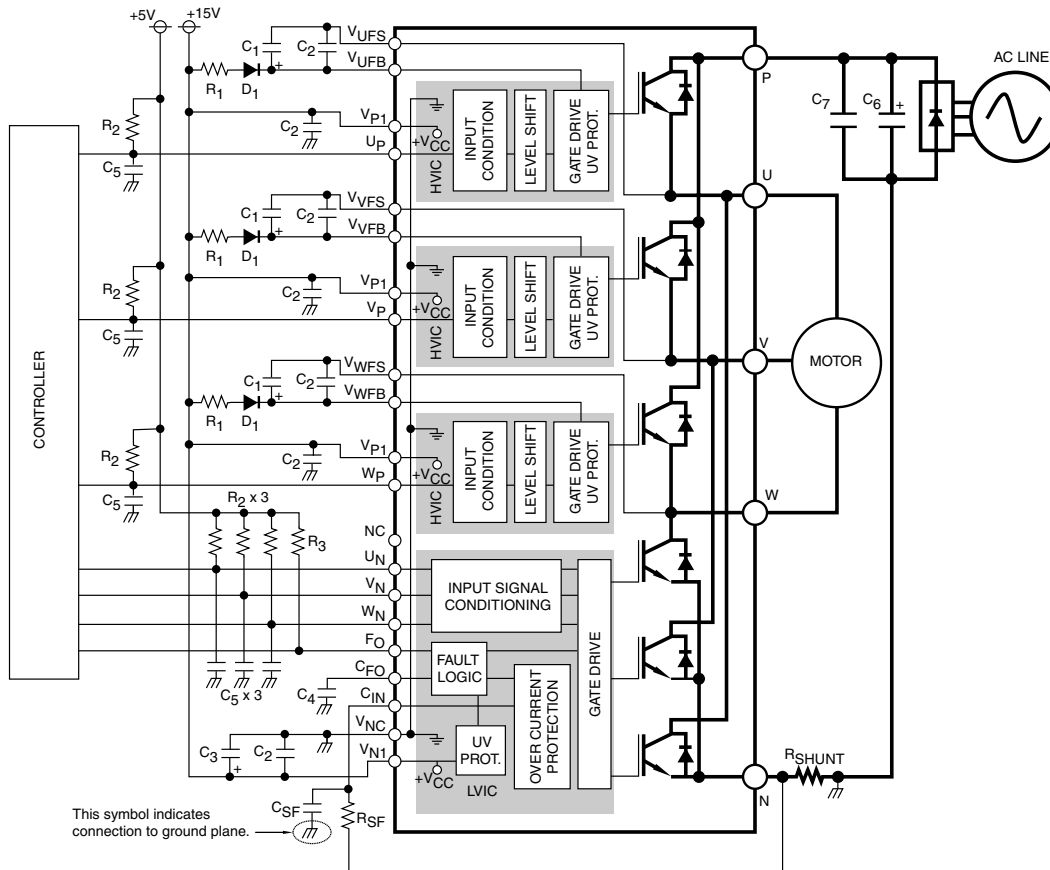 +5V
+15V
C1
C2
VUFS
VUFB
R1
D1
+
C2
VP1
UP
R2
C5
+VCC
HVIC
INPUT CONDITION
LEVEL SHIFT
GATE DRIVE UV PROT.
P
C7
C6
+
AC LINE
U
C1
C2
VVFS
VVFB
R1
D1
+
C2
VP1
VP
R2
C5
+VCC
HVIC
INPUT CONDITION
LEVEL SHIFT
GATE DRIVE UV PROT.
V
MOTOR
CONTROLLER
C1
C2
VWFS
VWFB
R1
D1
+
C2
VP1
WP
R2
C5
+VCC
HVIC
INPUT CONDITION
LEVEL SHIFT
GATE DRIVE UV PROT.
W
R2 x 3
R3
NC
UN
VN
WN
FO
CFO
CIN
VNC
VN1
C5 x 3
C4
C3
+
C2
INPUT SIGNAL CONDITIONING
FAULT LOGIC
UV PROT.
+VCC
LVIC
OVER CURRENT PROTECTION
GATE DRIVE
N
RSHUNT
CSF
RSF
This symbol indicates
connection to ground plane.